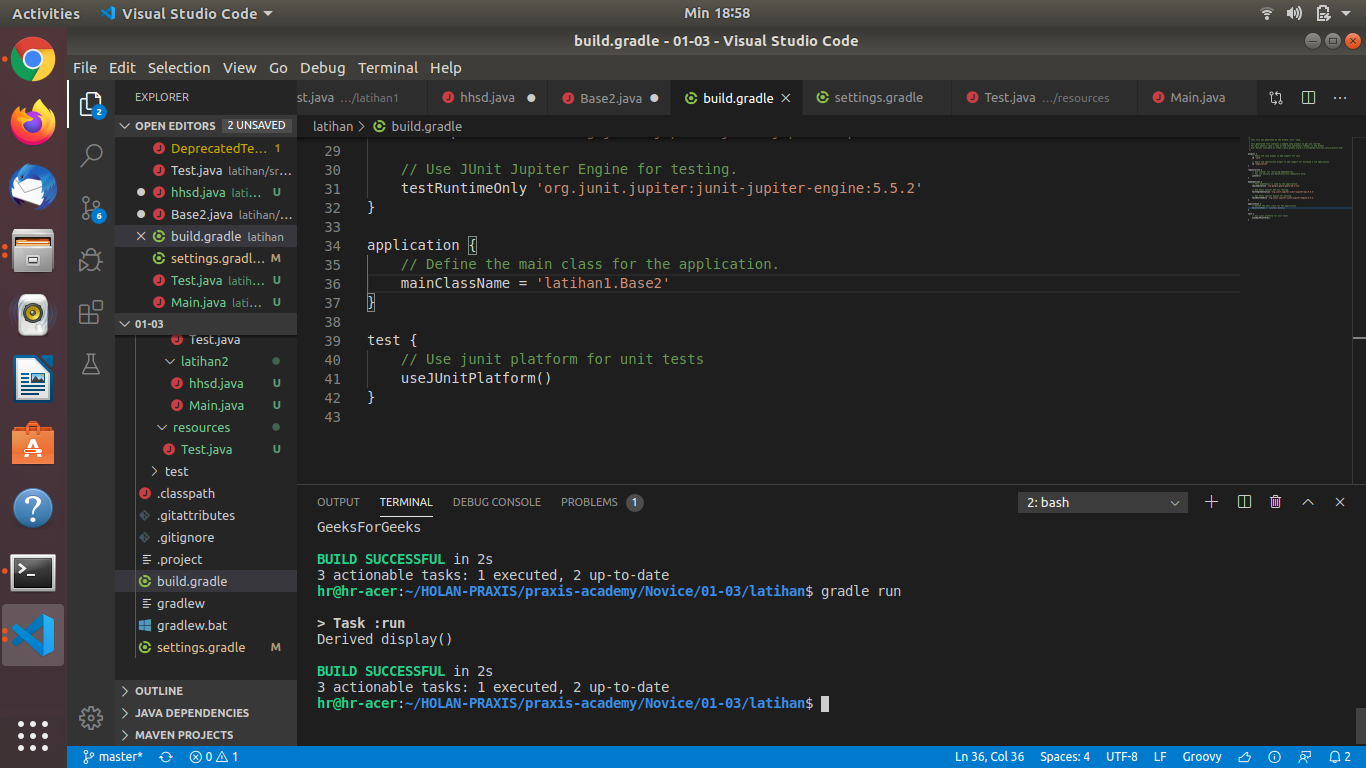 Activities
Visual Studio Code
Min 18:58
build.gradle - 01-03 - Visual Studio Code
File Edit Selection View Go Debug Terminal Help
EXPLORER
st.java .../latihan1
hhsd.java
Base2.java
build.gradle
settings.gradle
Test.java .../resources
Main.java
OPEN EDITORS 2 UNSAVED
DeprecatedTe... 1
Test.java latihan/sr...
hhsd.java lati... U
Base2.java latihan/...
build.gradle latihan
settings.gradl... M
Test.java latih... U
Main.java lati... U
01-03
Test.java
latihan2
hhsd.java U
Main.java U
resources
Test.java U
test
.classpath
.gitattributes
.gitignore
.project
build.gradle
gradlew
gradlew.bat
settings.gradle M
OUTLINE
JAVA DEPENDENCIES
MAVEN PROJECTS
2
6
latihan > build.gradle
29
30 // Use JUnit Jupiter Engine for testing.
31 testRuntimeOnly 'org.junit.jupiter:junit-jupiter-engine:5.5.2'
32 }
33
34 application {
35 // Define the main class for the application.
36 mainClassName = 'latihan1.Base2'
37 }
38
39 test {
40 // Use junit platform for unit tests
41 useJUnitPlatform()
42 }
43
OUTPUT TERMINAL DEBUG CONSOLE PROBLEMS 1
2: bash
GeeksForGeeks
BUILD SUCCESSFUL in 2s
3 actionable tasks: 1 executed, 2 up-to-date
hr@hr-acer:~/HOLAN-PRAXIS/praxis-academy/Novice/01-03/latihan$ gradle run
> Task :run
Derived display()
BUILD SUCCESSFUL in 2s
3 actionable tasks: 1 executed, 2 up-to-date
hr@hr-acer:~/HOLAN-PRAXIS/praxis-academy/Novice/01-03/latihan$
master* 0 1
Ln 36, Col 36 Spaces: 4 UTF-8 LF Groovy 2